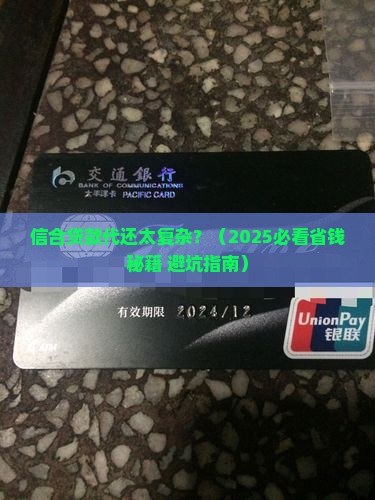 交通銀行
BANK OF COMMUNICATIONS
太平洋卡 PACIFIC CARD
信合贷款代还太复杂？（2025必看省钱
秘籍 避坑指南）
有效期限 2024/12
UnionPay
银联
ATM